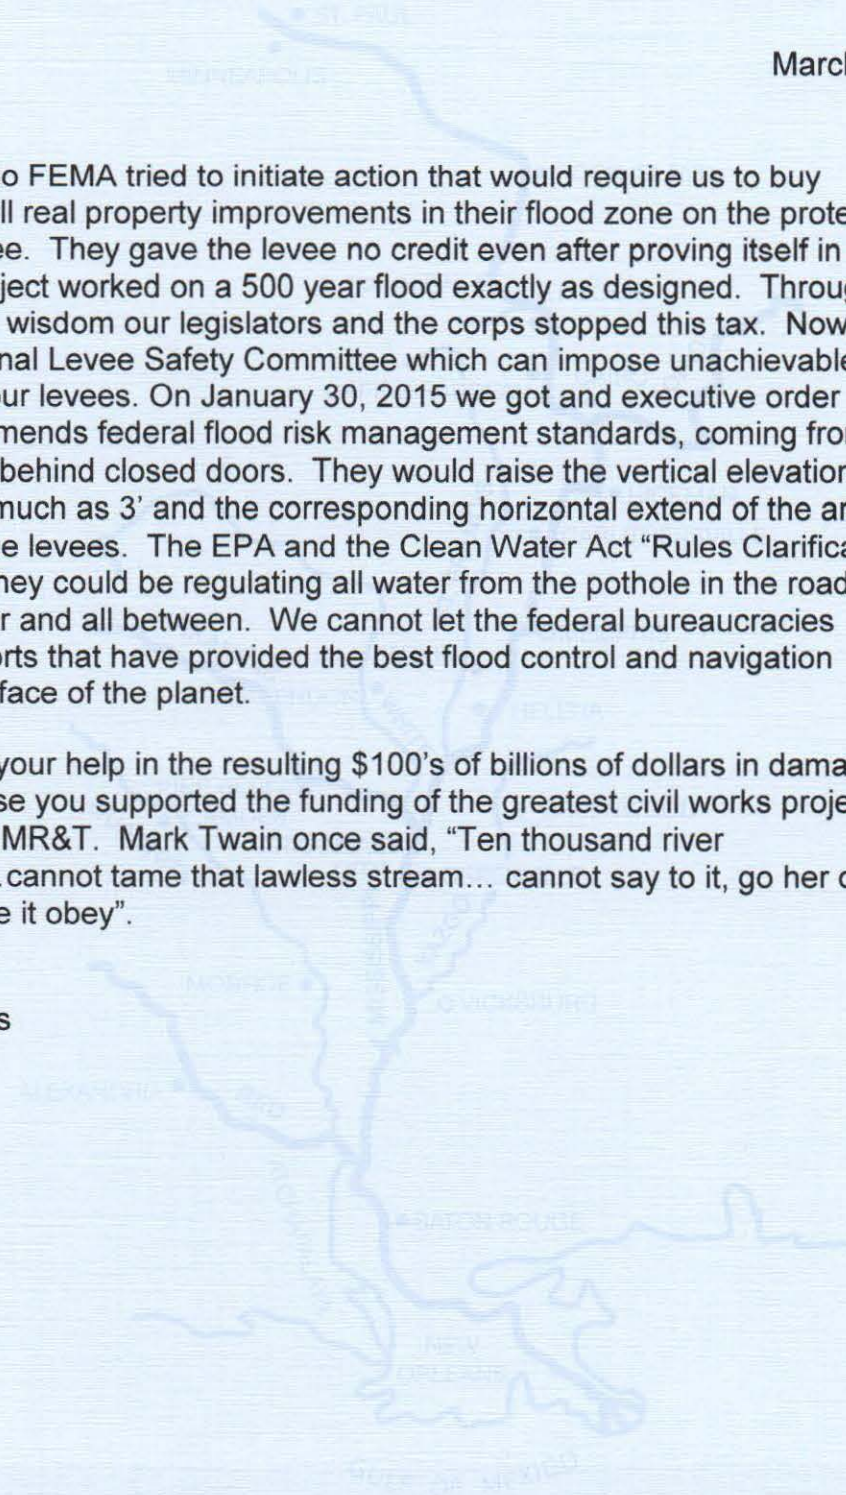 ST. LOUIS
March
o FEMA tried to initiate action that would require us to buy
ll real property improvements in their flood zone on the prote
ee. They gave the levee no credit even after proving itself in
ject worked on a 500 year flood exactly as designed. Throug
wisdom our legislators and the corps stopped this tax. Now
nal Levee Safety Committee which can impose unachievable
ur levees. On January 30, 2015 we got and executive order
mends federal flood risk management standards, coming fro
behind closed doors. They would raise the vertical elevation
much as 3’ and the corresponding horizontal extend of the ar
e levees. The EPA and the Clean Water Act “Rules Clarifica
hey could be regulating all water from the pothole in the road
r and all between. We cannot let the federal bureaucracies
rts that have provided the best flood control and navigation
face of the planet.
HELENA
your help in the resulting $100’s of billions of dollars in dama
se you supported the funding of the greatest civil works proje
MR&T. Mark Twain once said, “Ten thousand river
cannot tame that lawless stream… cannot say to it, go her o
e it obey”.
YAZOO
MONROE
VICKSBURG
s
ALEXANDRIA
RED
BATON ROUGE
NEW
ORLEANS
GULF OF MEXICO